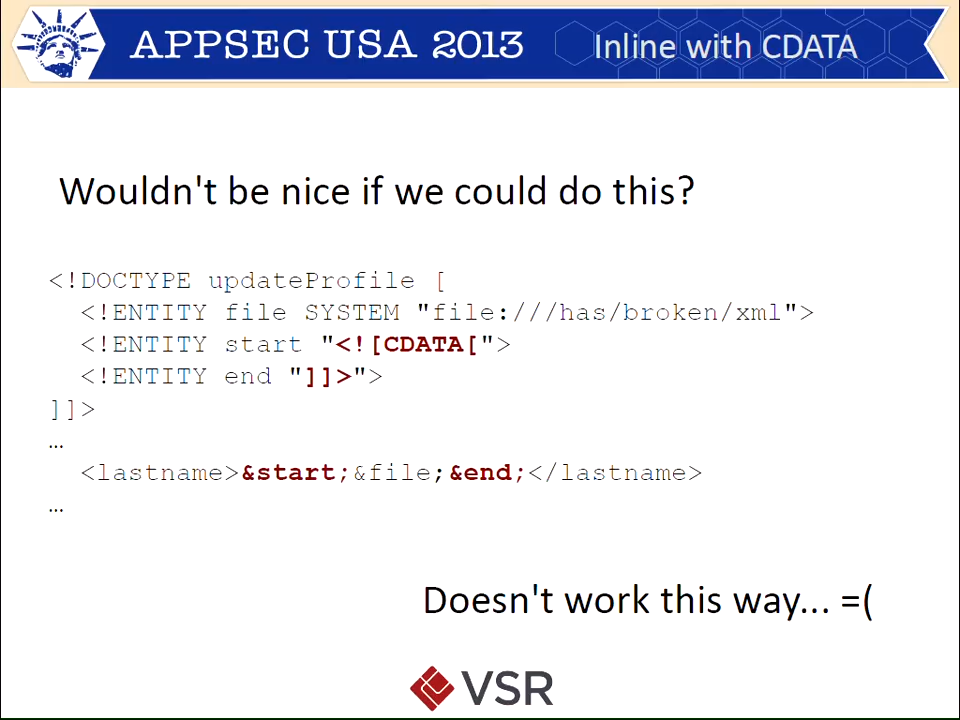 APPSEC USA 2013
Inline with CDATA
Wouldn't be nice if we could do this?
<!DOCTYPE updateProfile [
<!ENTITY file SYSTEM "file:///has/broken/xml">
<!ENTITY start "<![CDATA[">
<!ENTITY end "]]>">
]]>
…
<lastname>&start;&file;&end;</lastname>
…
Doesn't work this way... =(
VSR